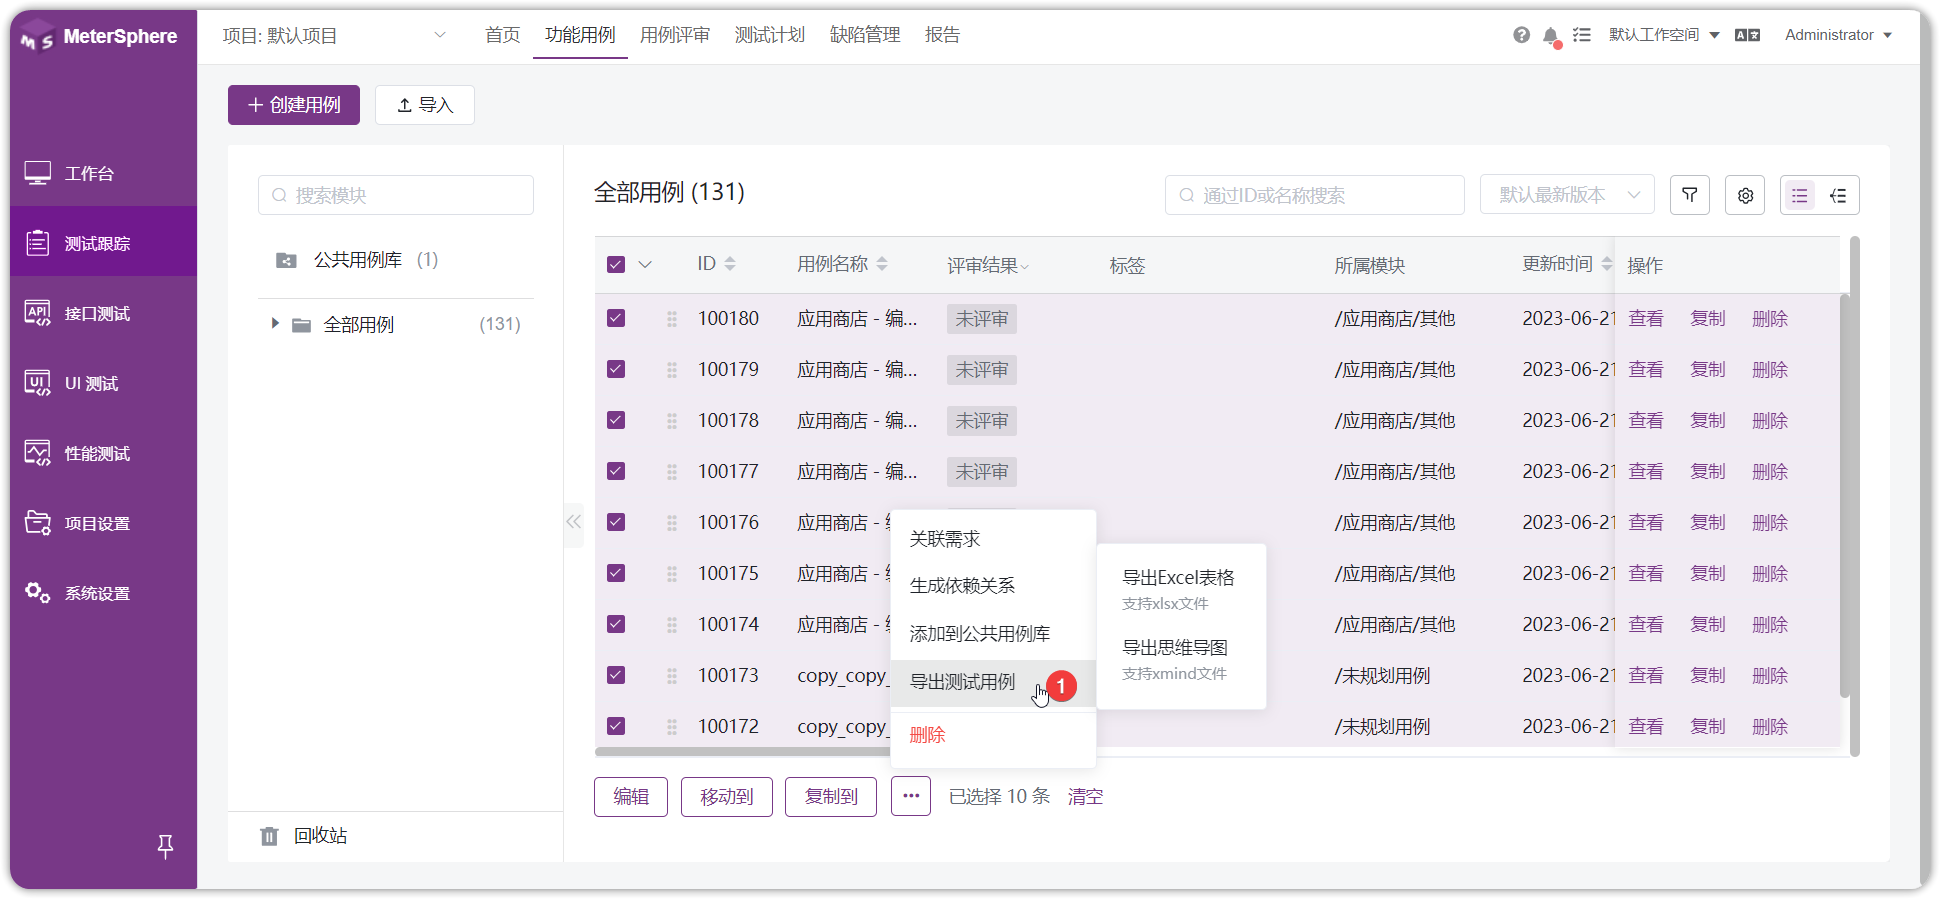 MeterSphere
项目: 默认项目
首页
功能用例
用例评审
测试计划
缺陷管理
报告
默认工作空间
Administrator
创建用例
导入
工作台
测试跟踪
接口测试
UI 测试
性能测试
项目设置
系统设置
搜索模块
公共用例库 (1)
全部用例 (131)
回收站
全部用例 (131)
通过ID或名称搜索
默认最新版本
ID 用例名称 评审结果 标签 所属模块 更新时间 操作
100180 应用商店 - 编... 未评审 /应用商店/其他 2023-06-21 查看 复制 删除
100179 应用商店 - 编... 未评审 /应用商店/其他 2023-06-21 查看 复制 删除
100178 应用商店 - 编... 未评审 /应用商店/其他 2023-06-21 查看 复制 删除
100177 应用商店 - 编... 未评审 /应用商店/其他 2023-06-21 查看 复制 删除
100176 应用商店 - /应用商店/其他 2023-06-21 查看 复制 删除
100175 应用商店 - /应用商店/其他 2023-06-21 查看 复制 删除
100174 应用商店 - /应用商店/其他 2023-06-21 查看 复制 删除
100173 copy_copy_ /未规划用例 2023-06-21 查看 复制 删除
100172 copy_copy_ /未规划用例 2023-06-21 查看 复制 删除
关联需求
生成依赖关系
添加到公共用例库
导出测试用例 1
删除
导出Excel表格
支持xlsx文件
导出思维导图
支持xmind文件
编辑
移动到
复制到
···
已选择 10 条
清空